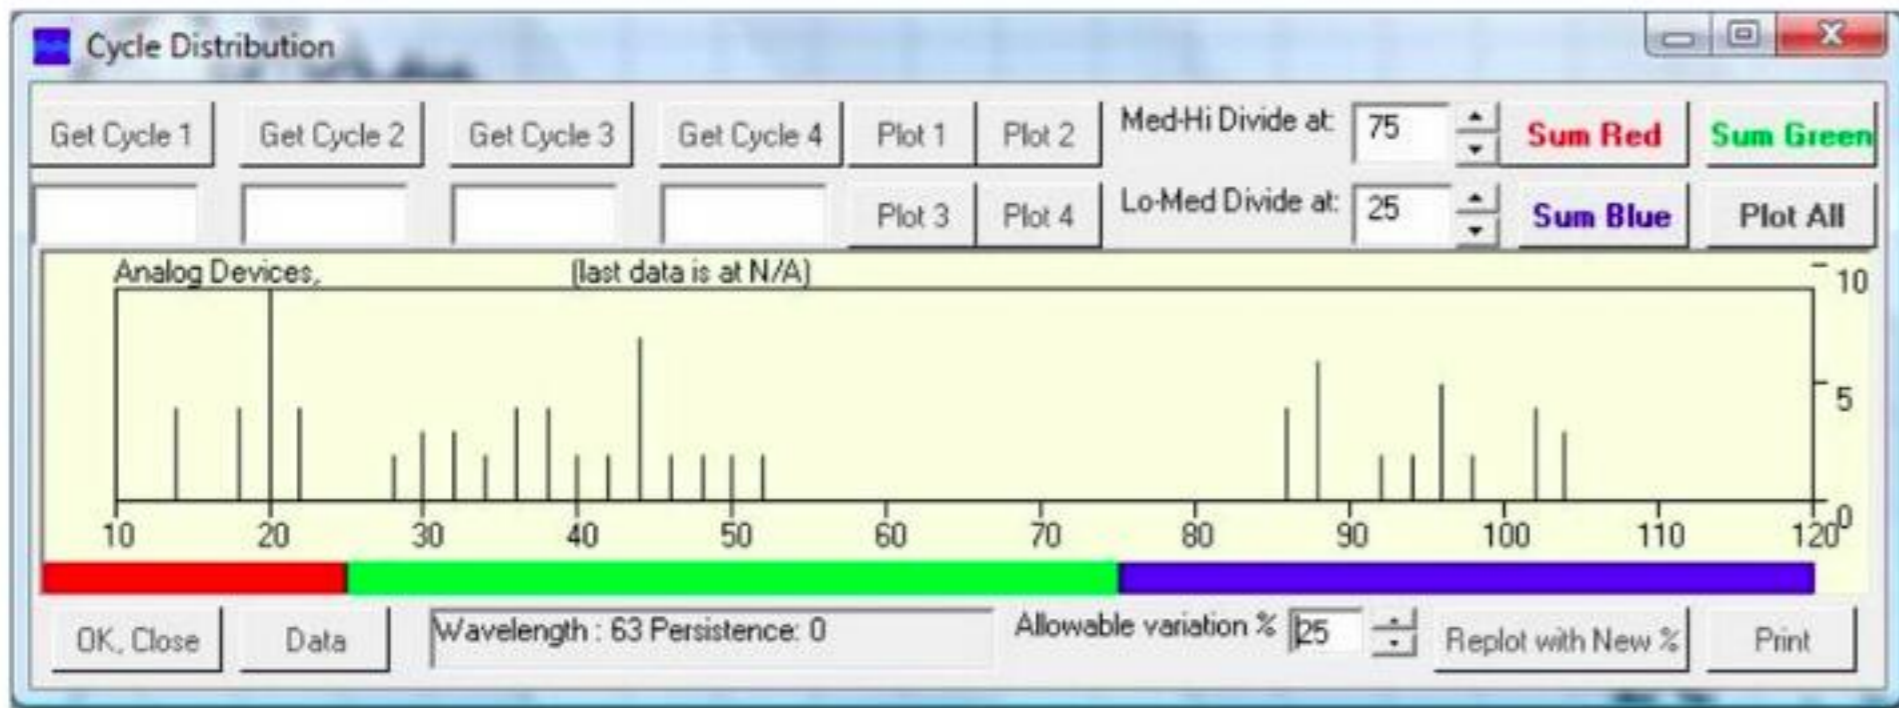 Cycle Distribution
Get Cycle 1 Get Cycle 2 Get Cycle 3 Get Cycle 4 Plot 1 Plot 2 Med-Hi Divide at: 75 Sum Red Sum Green
Plot 3 Plot 4 Lo-Med Divide at: 25 Sum Blue Plot All
Analog Devices, (last data is at N/A)
10
5
0
10 20 30 40 50 60 70 80 90 100 110 120
OK, Close Data Wavelength : 63 Persistence: 0 Allowable variation % 25 Replot with New % Print